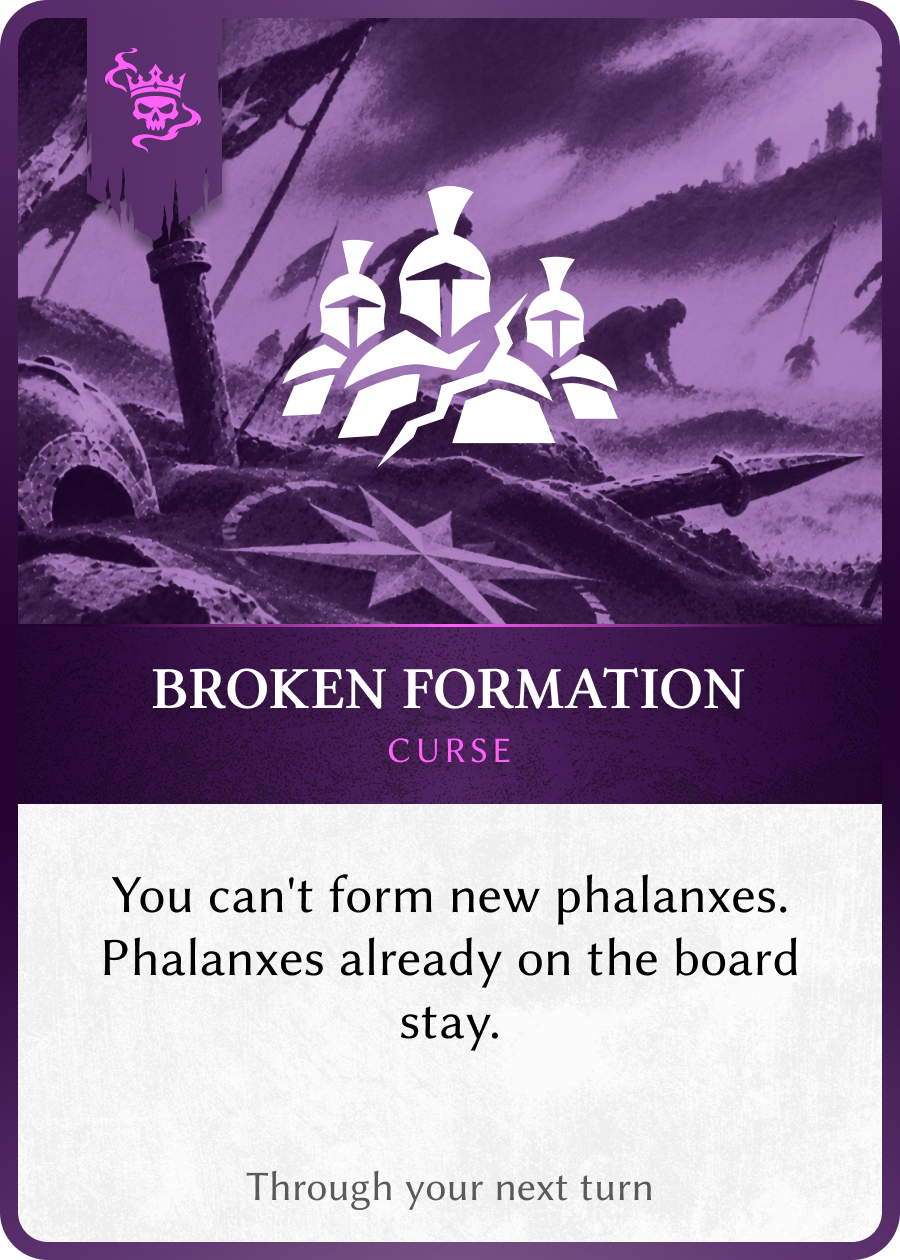 BROKEN FORMATION
CURSE
You can't form new phalanxes.
Phalanxes already on the board
stay.
Through your next turn